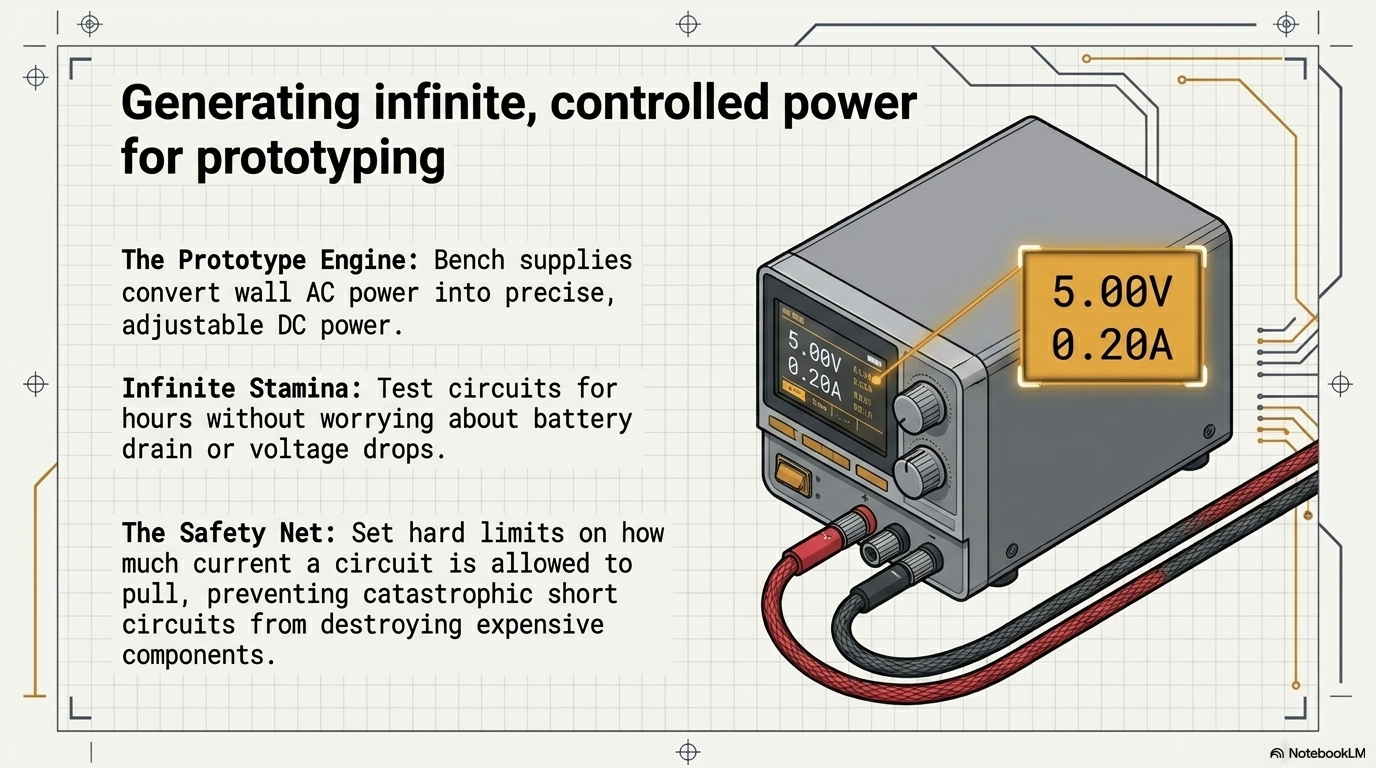 Generating infinite, controlled power
for prototyping
The Prototype Engine: Bench supplies
convert wall AC power into precise,
adjustable DC power.
Infinite Stamina: Test circuits for
hours without worrying about battery
drain or voltage drops.
The Safety Net: Set hard limits on how
much current a circuit is allowed to
pull, preventing catastrophic short
circuits from destroying expensive
components.
5.00V
0.20A
5.00V
0.20A
+
-
NotebookLM